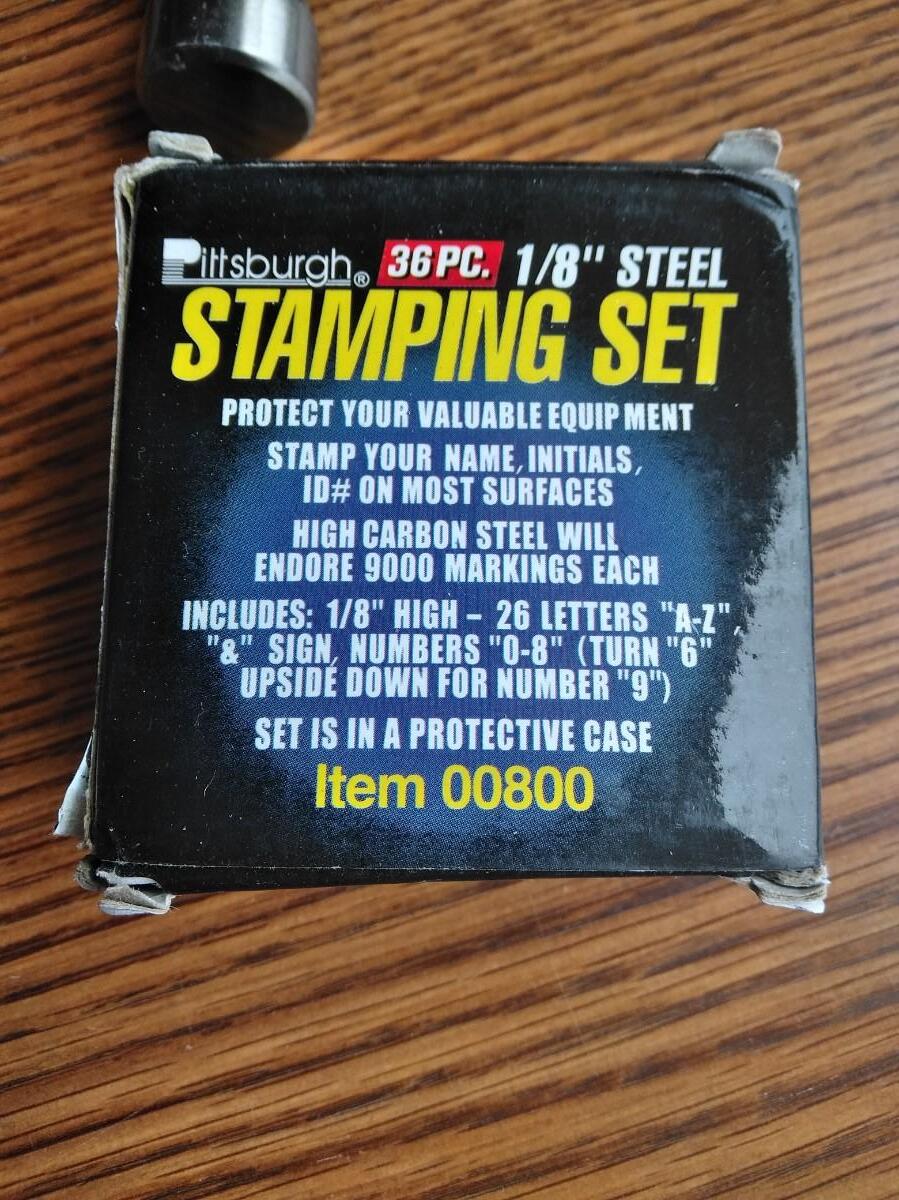 Pittsburgh® 36 PC. 1/8" STEEL
STAMPING SET
PROTECT YOUR VALUABLE EQUIP MENT
STAMP YOUR NAME, INITIALS,
ID# ON MOST SURFACES
HIGH CARBON STEEL WILL
ENDORE 9000 MARKINGS EACH
INCLUDES: 1/8" HIGH – 26 LETTERS "A-Z",
"&" SIGN, NUMBERS "0-8" (TURN "6"
UPSIDE DOWN FOR NUMBER "9")
SET IS IN A PROTECTIVE CASE
Item 00800